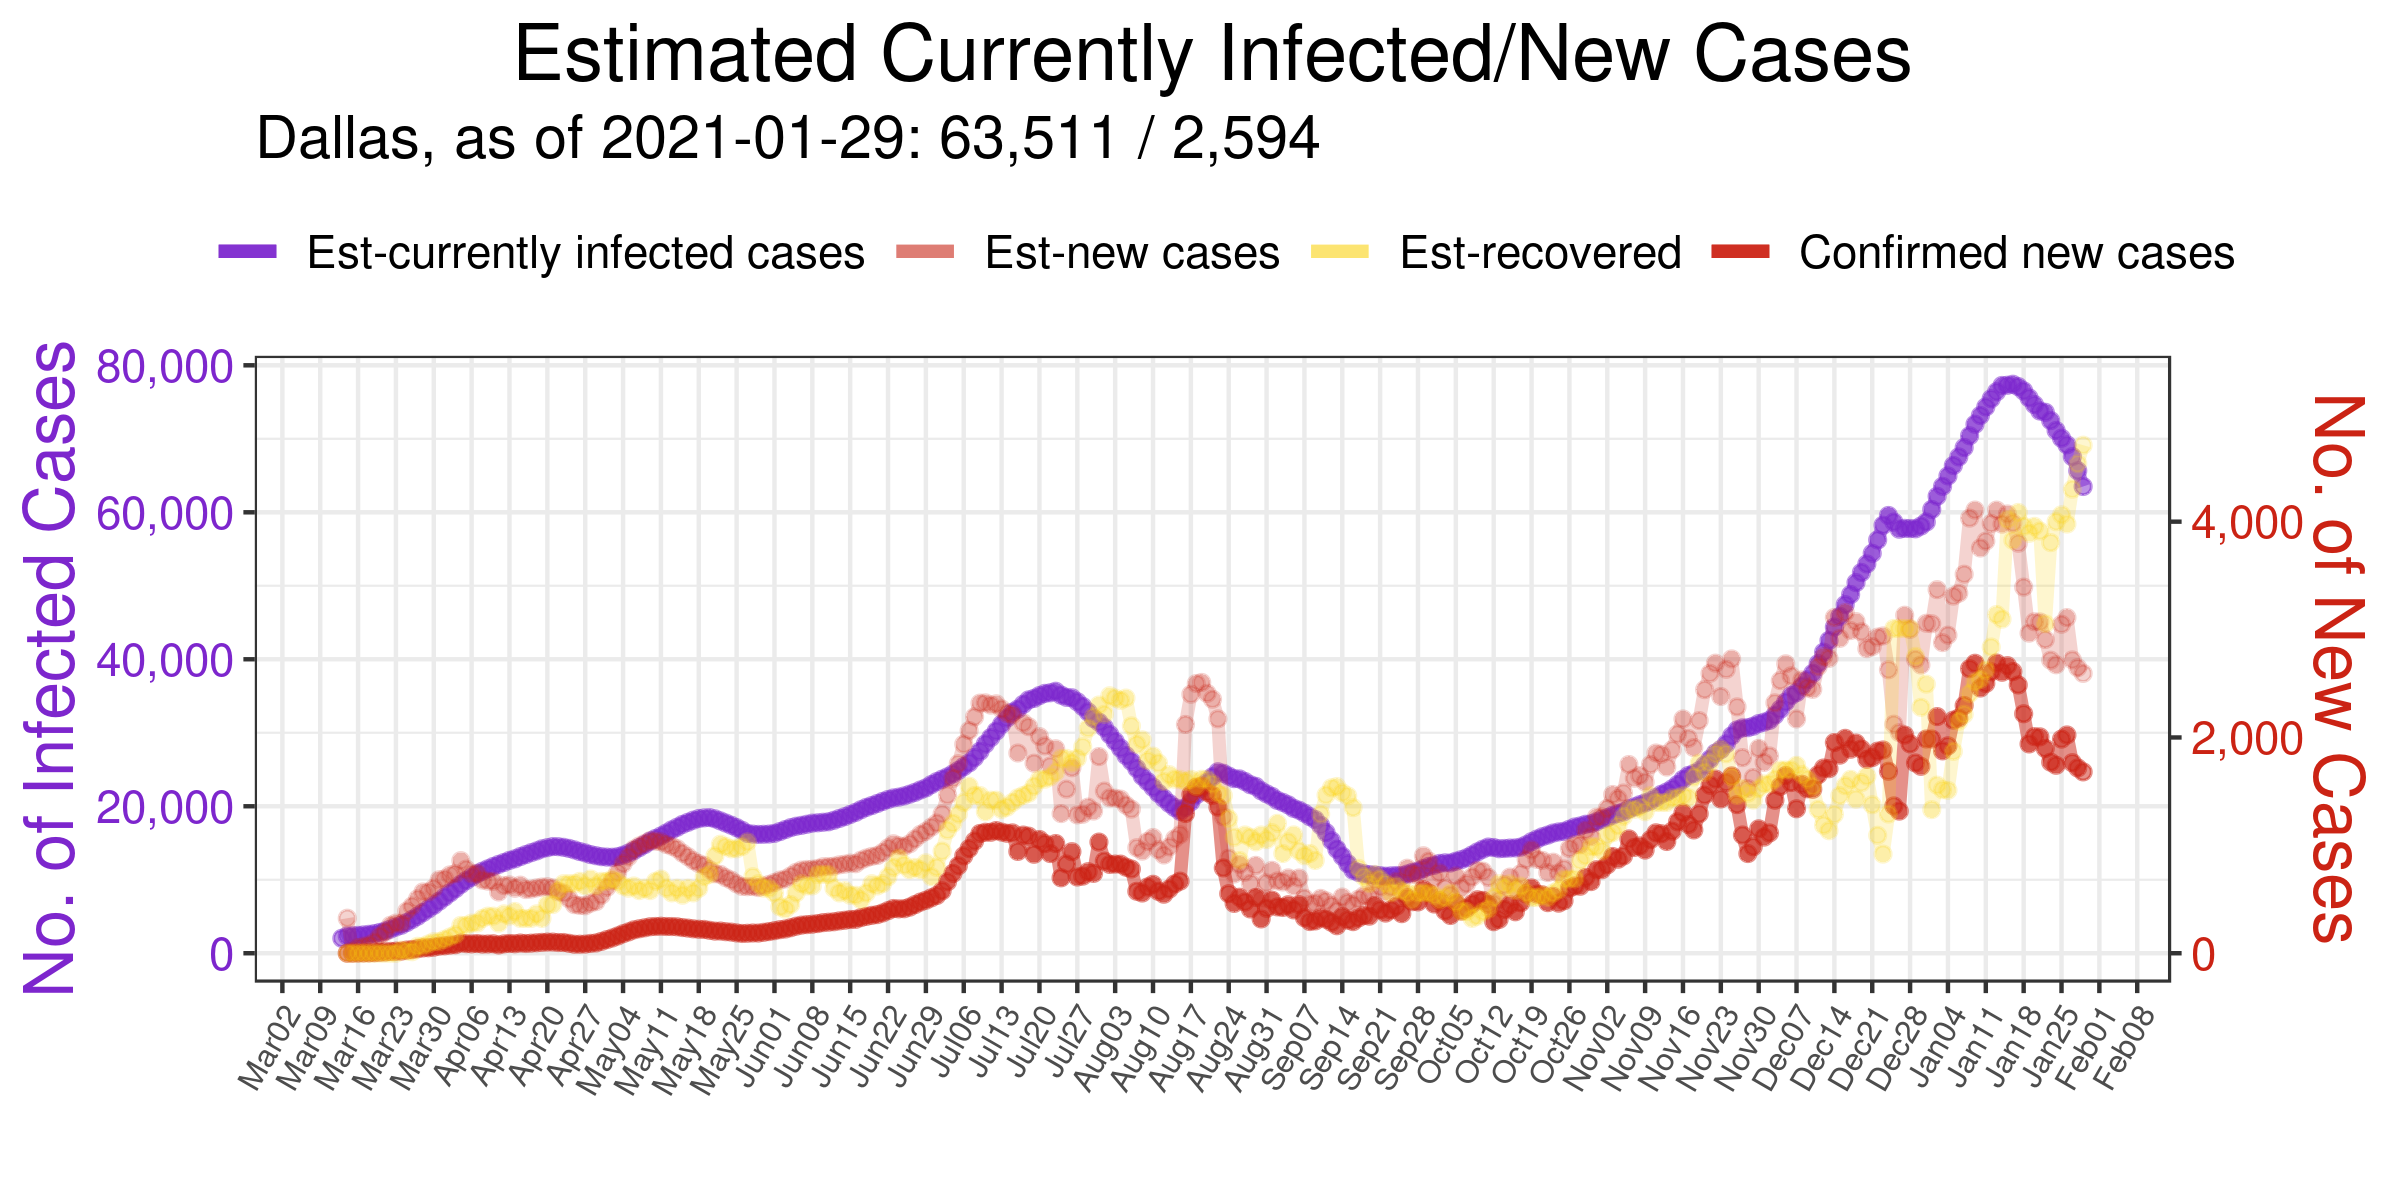 Estimated Currently Infected/New Cases
Dallas, as of 2021-01-29: 63,511 / 2,594
Est-currently infected cases Est-new cases Est-recovered Confirmed new cases
No. of Infected Cases
80,000
60,000
40,000
20,000
0
No. of New Cases
4,000
2,000
0
Mar02 Mar09 Mar16 Mar23 Mar30 Apr06 Apr13 Apr20 Apr27 May04 May11 May18 May25 Jun01 Jun08 Jun15 Jun22 Jun29 Jul06 Jul13 Jul20 Jul27 Aug03 Aug10 Aug17 Aug24 Aug31 Sep07 Sep14 Sep21 Sep28 Oct05 Oct12 Oct19 Oct26 Nov02 Nov09 Nov16 Nov23 Nov30 Dec07 Dec14 Dec21 Dec28 Jan04 Jan11 Jan18 Jan25 Feb01 Feb08